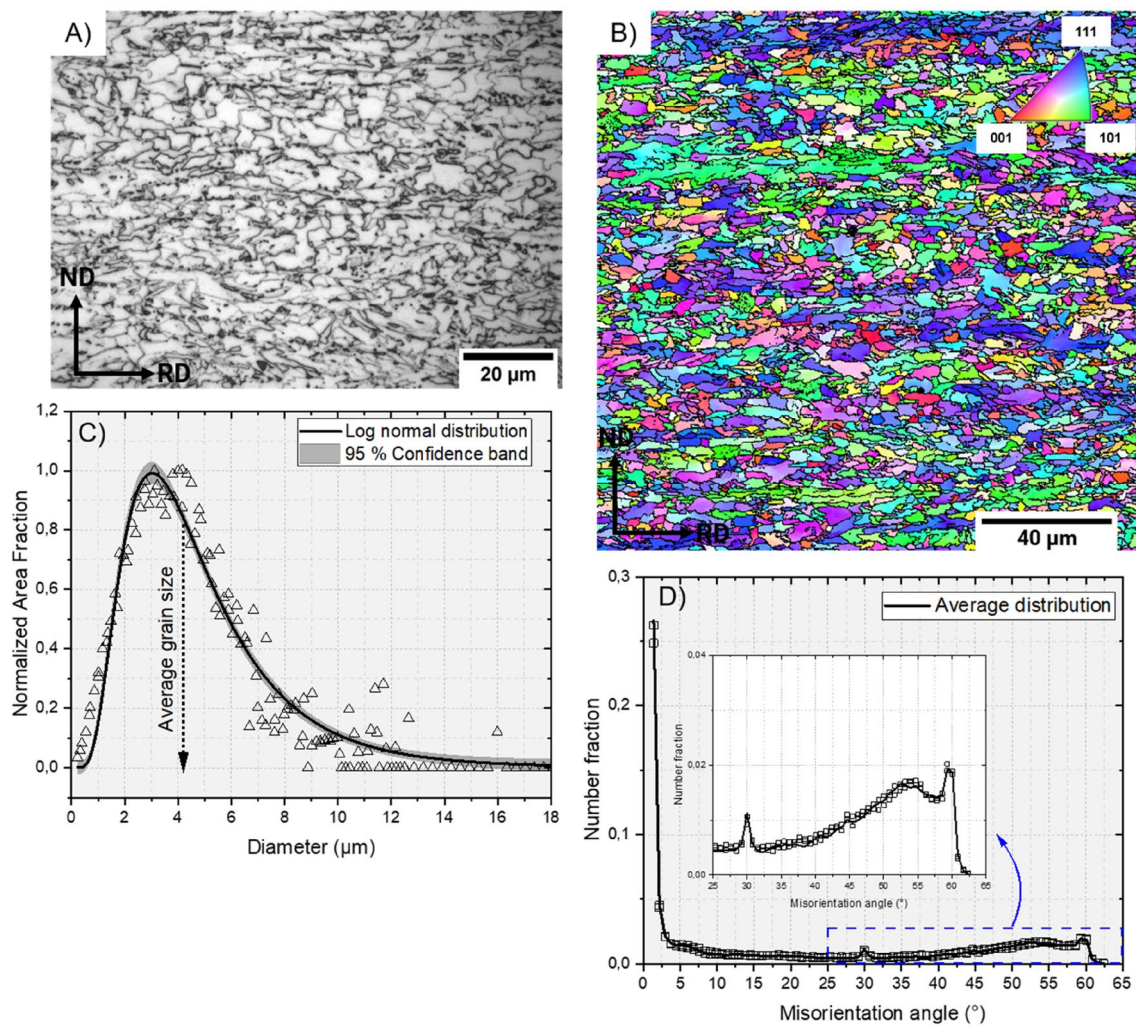 A)
ND
RD
20 µm
B)
111
001
101
ND
RD
40 µm
C)
Log normal distribution
95 % Confidence band
Normalized Area Fraction
1,2
1,0
0,8
0,6
0,4
0,2
0,0
Average grain size
0 2 4 6 8 10 12 14 16 18
Diameter (µm)
D)
Average distribution
Number fraction
0,3
0,2
0,1
0,0
Number fraction
0,04
0,02
0,00
25 30 35 40 45 50 55 60 65
Misorientation angle (°)
0 5 10 15 20 25 30 35 40 45 50 55 60 65
Misorientation angle (°)